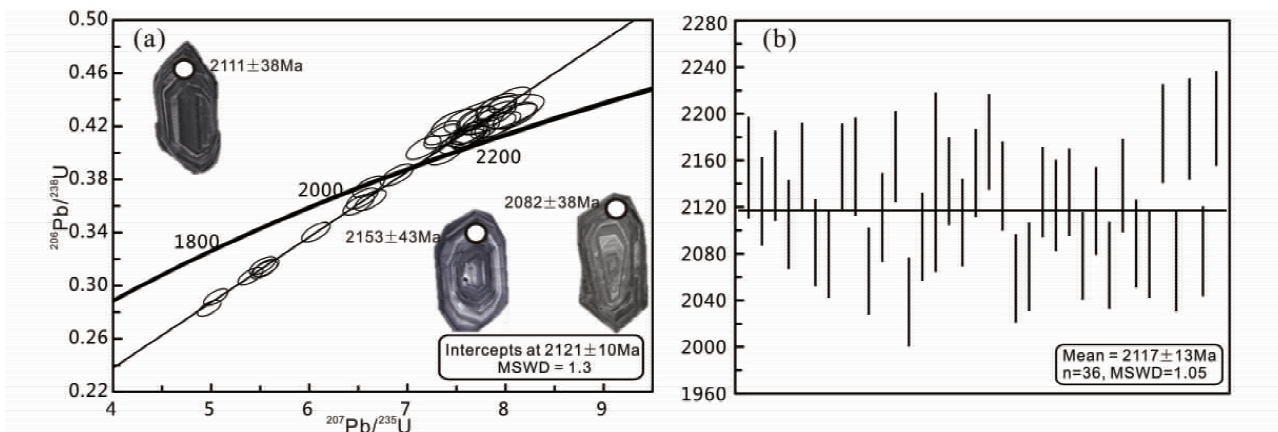 (a)
0.50
0.46
0.42
0.38
0.34
0.30
0.26
0.22
206Pb/238U
2111±38Ma
2200
2000
1800
2082±38Ma
2153±43Ma
Intercepts at 2121±10Ma
MSWD = 1.3
4 5 6 7 8 9
207Pb/235U
(b)
2280
2240
2200
2160
2120
2080
2040
2000
1960
Mean = 2117±13Ma
n=36, MSWD=1.05